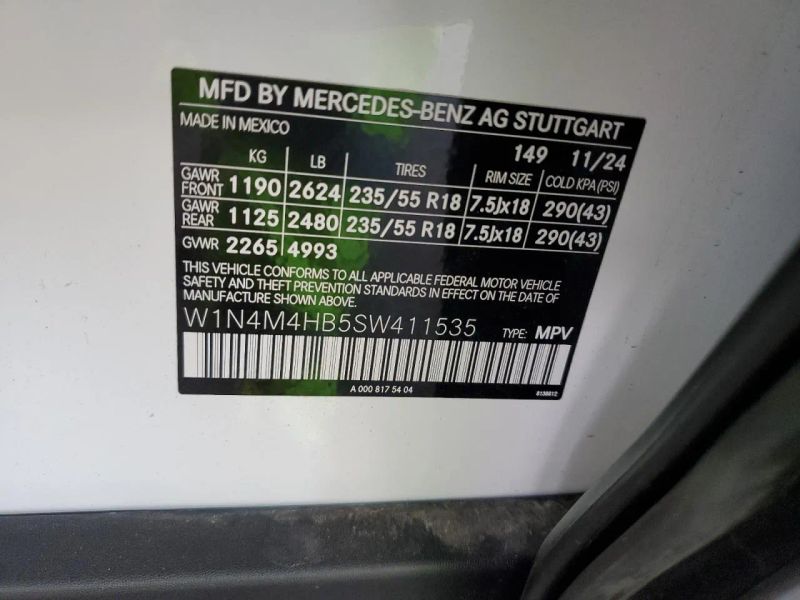 MFD BY MERCEDES-BENZ AG STUTTGART
MADE IN MEXICO 149 11/24
KG LB TIRES RIM SIZE COLD KPA(PSI)
GAWR FRONT 1190 2624 235/55 R18 7.5Jx18 290(43)
GAWR REAR 1125 2480 235/55 R18 7.5Jx18 290(43)
GVWR 2265 4993
THIS VEHICLE CONFORMS TO ALL APPLICABLE FEDERAL MOTOR VEHICLE
SAFETY AND THEFT PREVENTION STANDARDS IN EFFECT ON THE DATE OF
MANUFACTURE SHOWN ABOVE.
W1N4M4HB5SW411535 TYPE: MPV
A 000 817 54 04